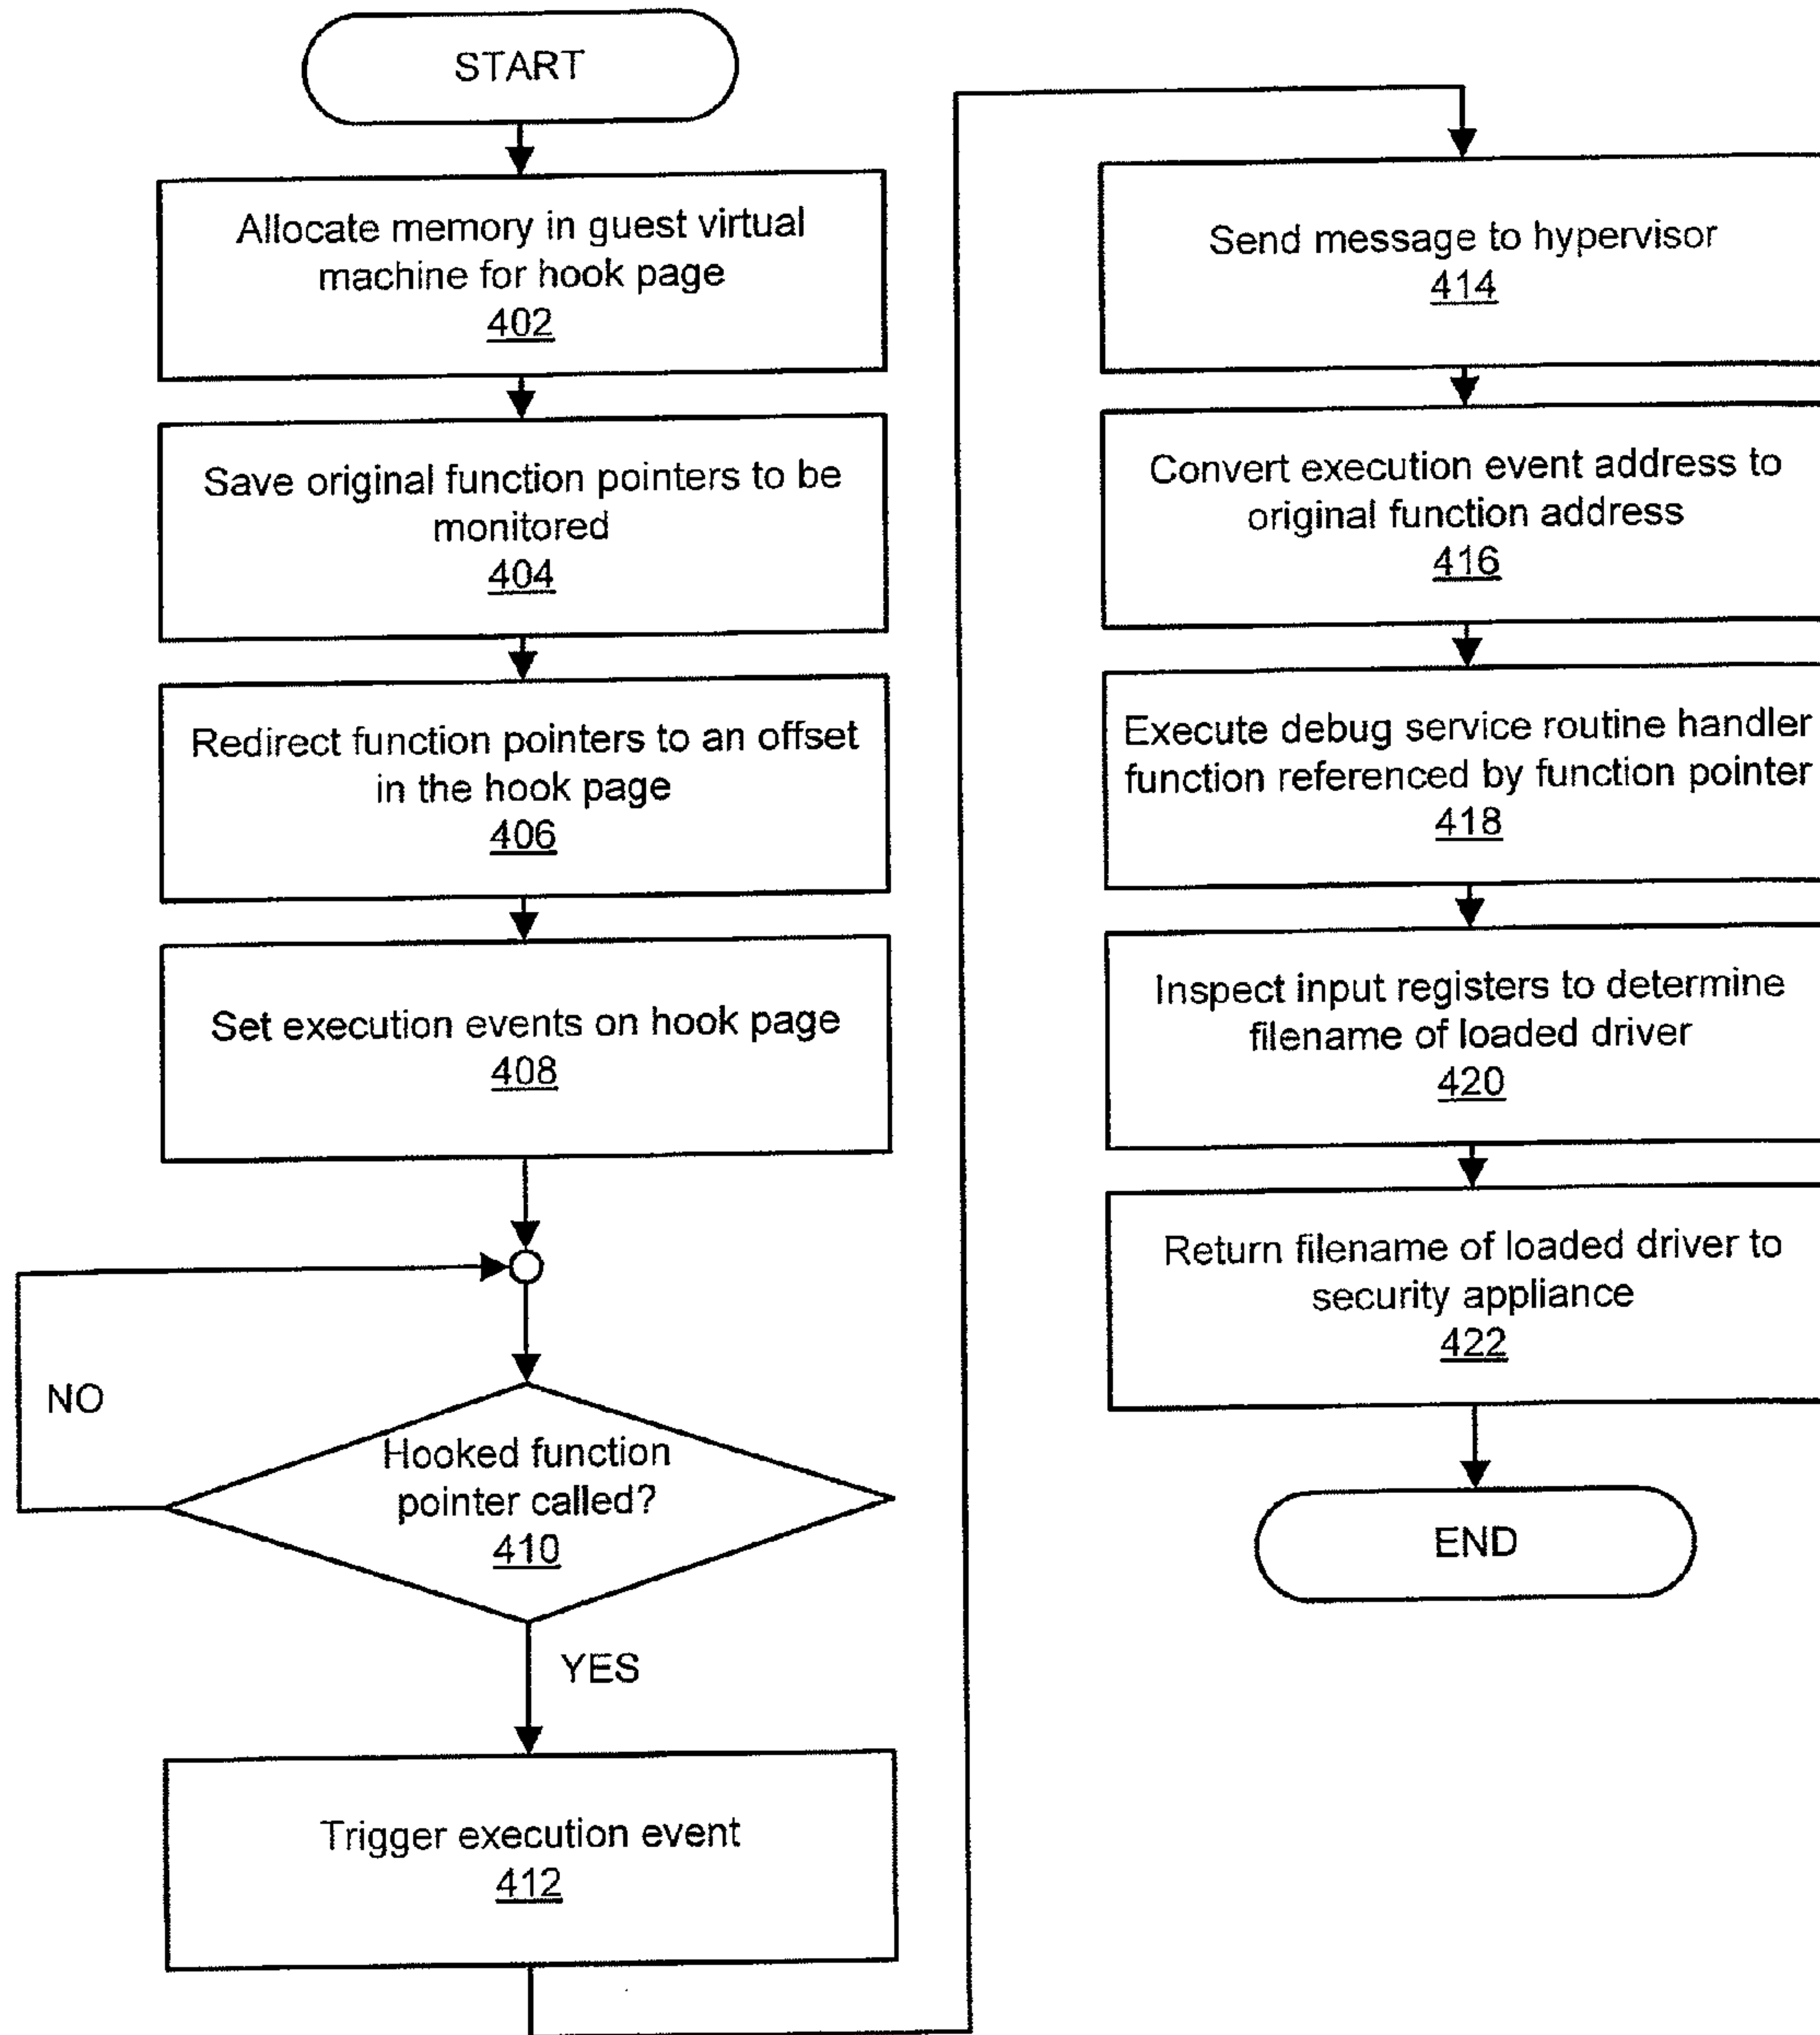 START
Allocate memory in guest virtual
machine for hook page
402
Save original function pointers to be
monitored
404
Redirect function pointers to an offset
in the hook page
406
Set execution events on hook page
408
NO
Hooked function
pointer called?
410
YES
Trigger execution event
412
Send message to hypervisor
414
Convert execution event address to
original function address
416
Execute debug service routine handler
function referenced by function pointer
418
Inspect input registers to determine
filename of loaded driver
420
Return filename of loaded driver to
security appliance
422
END